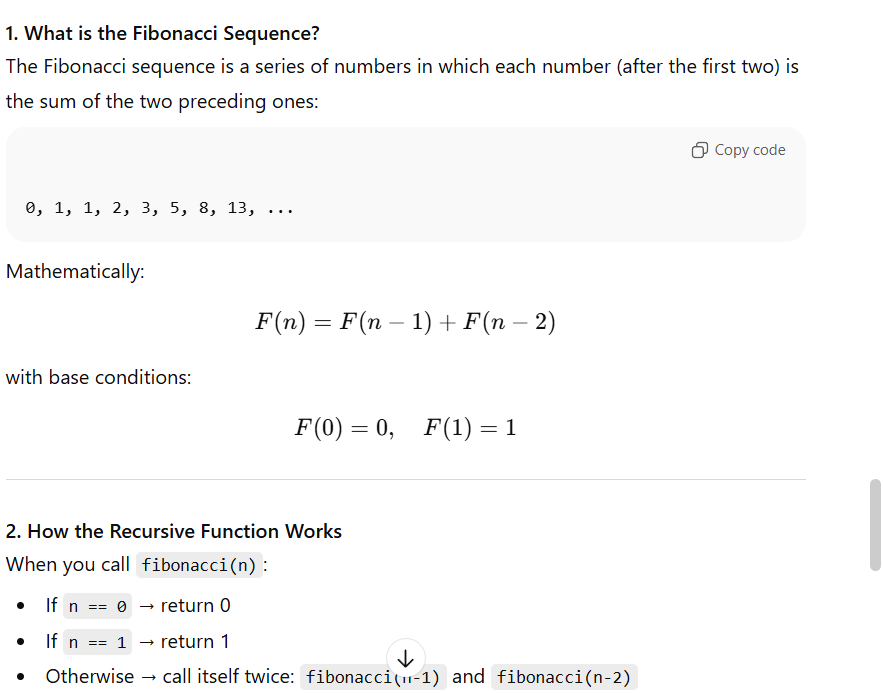 1. What is the Fibonacci Sequence?
The Fibonacci sequence is a series of numbers in which each number (after the first two) is
the sum of the two preceding ones:
Copy code
0, 1, 1, 2, 3, 5, 8, 13, ...
Mathematically:
F(n) = F(n − 1) + F(n − 2)
with base conditions:
F(0) = 0, F(1) = 1
2. How the Recursive Function Works
When you call fibonacci(n):
• If n == 0 → return 0
• If n == 1 → return 1
• Otherwise → call itself twice: fibonacci(n-1) and fibonacci(n-2)